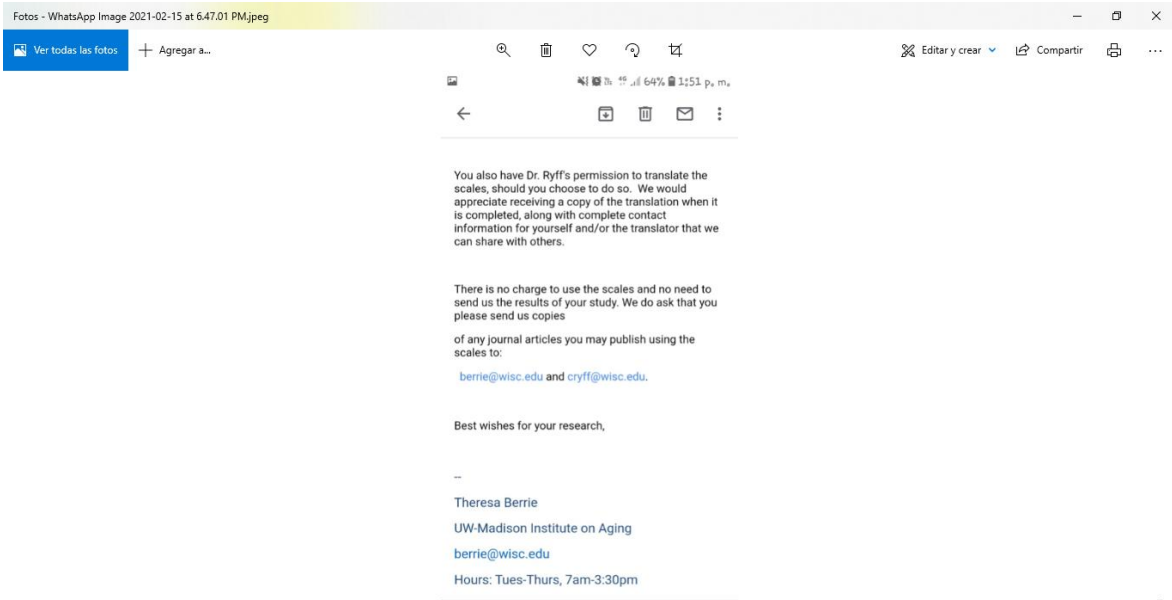 Fotos - WhatsApp Image 2021-02-15 at 6.47.01 PM.jpeg
Ver todas las fotos
Agregar a...
Editar y crear
Compartir
64% 1:51 p. m.
You also have Dr. Ryff's permission to translate the
scales, should you choose to do so. We would
appreciate receiving a copy of the translation when it
is completed, along with complete contact
information for yourself and/or the translator that we
can share with others.
There is no charge to use the scales and no need to
send us the results of your study. We do ask that you
please send us copies
of any journal articles you may publish using the
scales to:
berrie@wisc.edu and cryff@wisc.edu.
Best wishes for your research,
--
Theresa Berrie
UW-Madison Institute on Aging
berrie@wisc.edu
Hours: Tues-Thurs, 7am-3:30pm